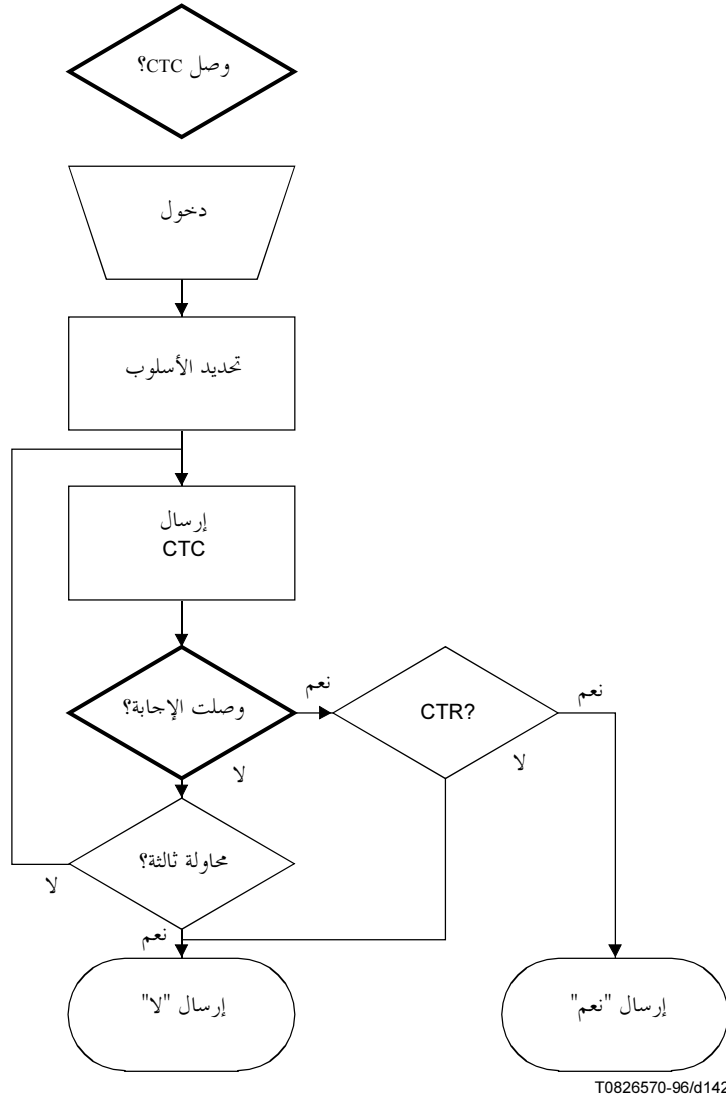 وصل CTC؟
دخول
تحديد الأسلوب
إرسال
CTC
وصلت الإجابة؟
نعم
CTR?
نعم
لا
لا
محاولة ثالثة؟
لا
نعم
إرسال "لا"
إرسال "نعم"
T0826570-96/d142